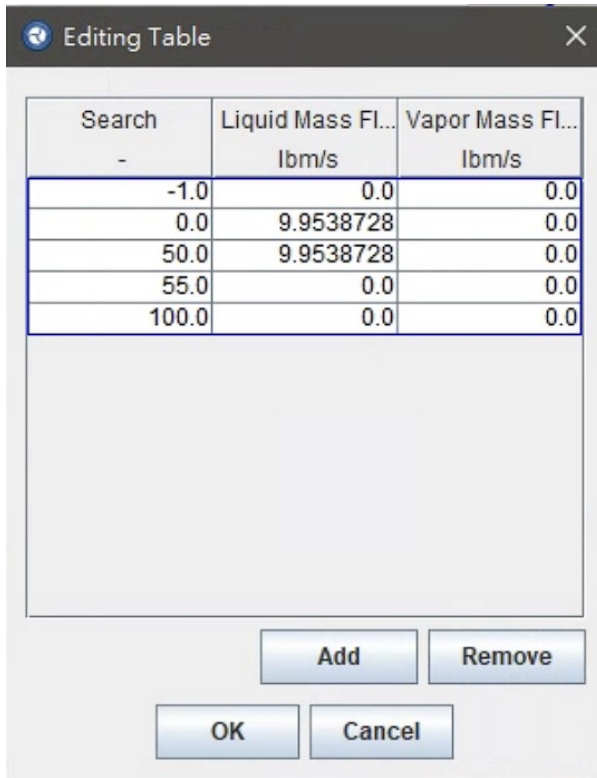 Editing Table
Search Liquid Mass Fl... Vapor Mass Fl...
- lbm/s lbm/s
-1.0 0.0 0.0
0.0 9.9538728 0.0
50.0 9.9538728 0.0
55.0 0.0 0.0
100.0 0.0 0.0
Add Remove
OK Cancel